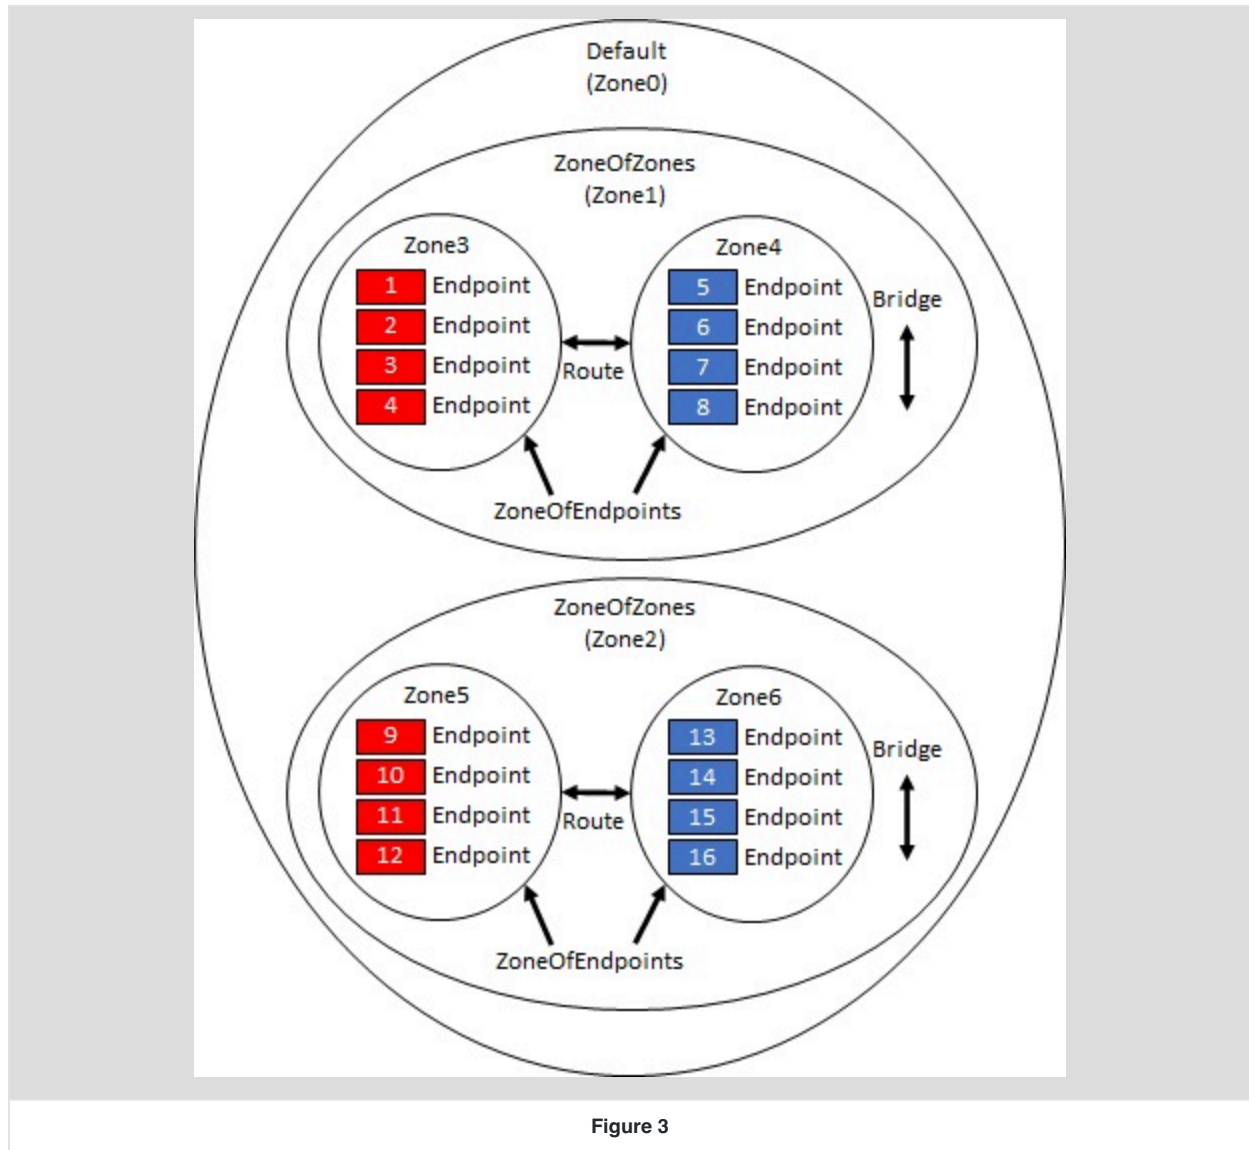 Default
(Zone0)
ZoneOfZones
(Zone1)
Zone3
1 Endpoint
2 Endpoint
3 Endpoint
4 Endpoint
Route
Zone4
5 Endpoint
6 Endpoint
7 Endpoint
8 Endpoint
Bridge
ZoneOfEndpoints
ZoneOfZones
(Zone2)
Zone5
9 Endpoint
10 Endpoint
11 Endpoint
12 Endpoint
Route
Zone6
13 Endpoint
14 Endpoint
15 Endpoint
16 Endpoint
Bridge
ZoneOfEndpoints
Figure 3